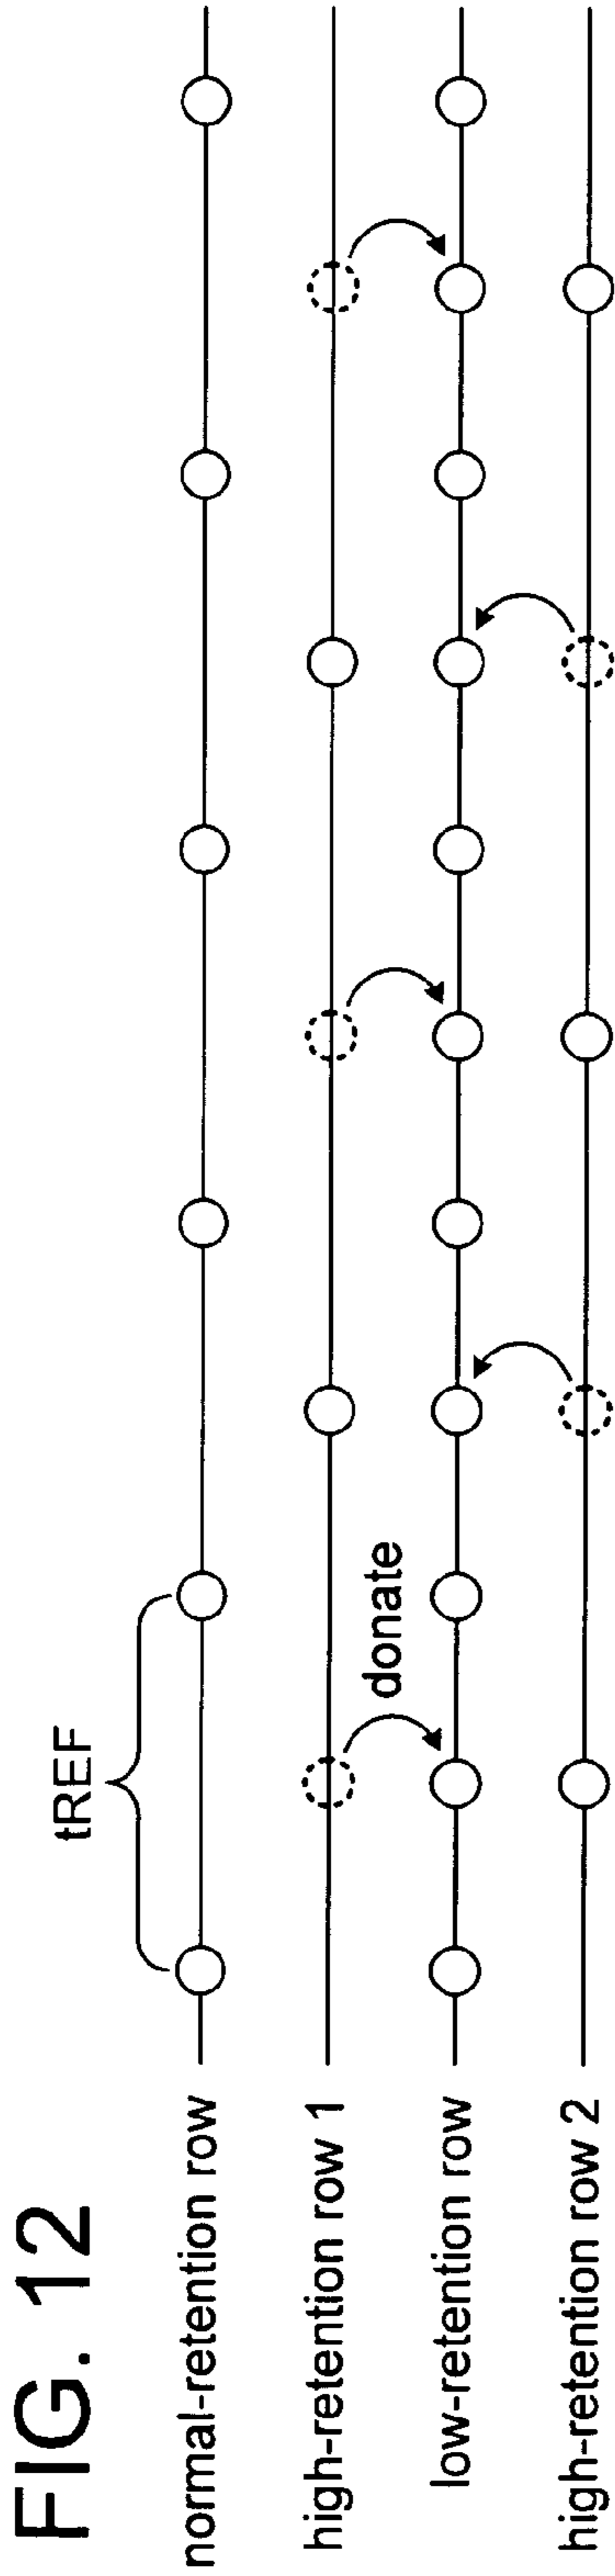 FIG. 12
tREF
normal-retention row
high-retention row 1
donate
low-retention row
high-retention row 2